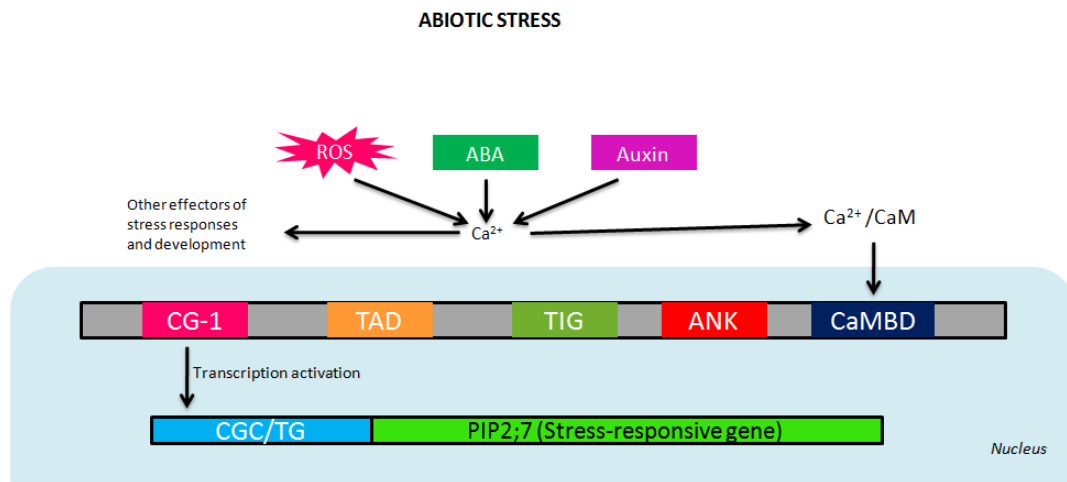 ABIOTIC STRESS
ROS
ABA
Auxin
Other effectors of
stress responses
and development
Ca²⁺
Ca²⁺/CaM
CG-1
TAD
TIG
ANK
CaMBD
Transcription activation
CGC/TG
PIP2;7 (Stress-responsive gene)
Nucleus